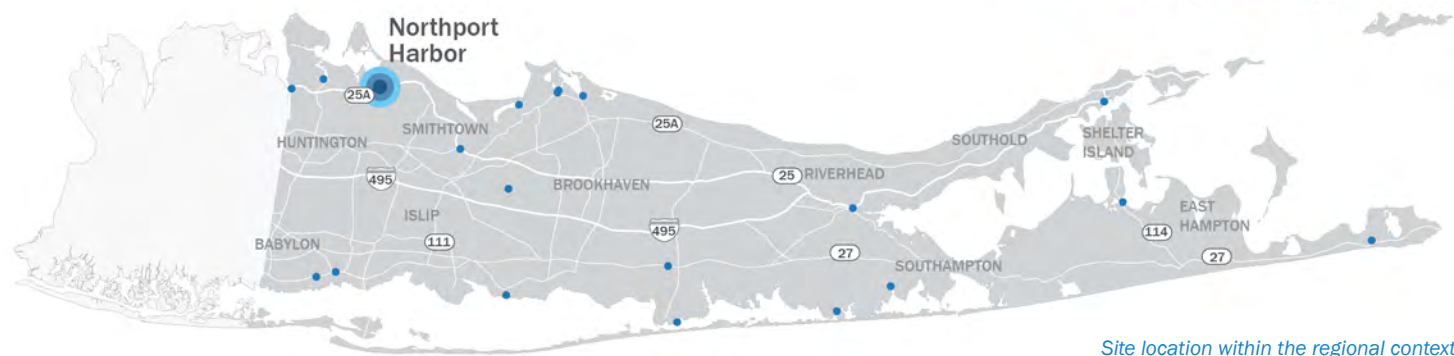 Northport
Harbor
25A
SMITHTOWN
HUNTINGTON
25A
SOUTHOLD
SHELTER
ISLAND
495
BROOKHAVEN
25
RIVERHEAD
ISLIP
EAST
HAMPTON
BABYLON
111
495
27
114
27
SOUTHAMPTON
Site location within the regional context